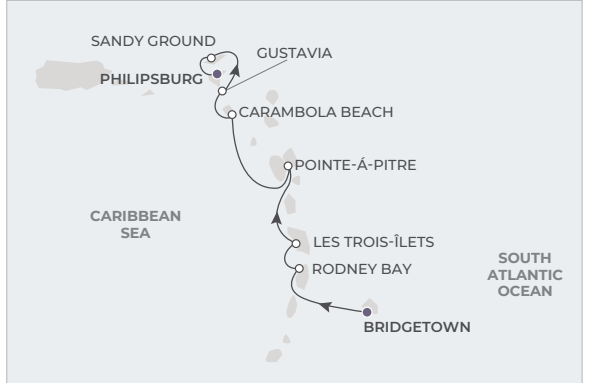 SANDY GROUND
GUSTAVIA
PHILIPSBURG
CARAMBOLA BEACH
POINTE-Á-PITRE
CARIBBEAN
SEA
LES TROIS-ÎLETS
RODNEY BAY
SOUTH
ATLANTIC
OCEAN
BRIDGETOWN